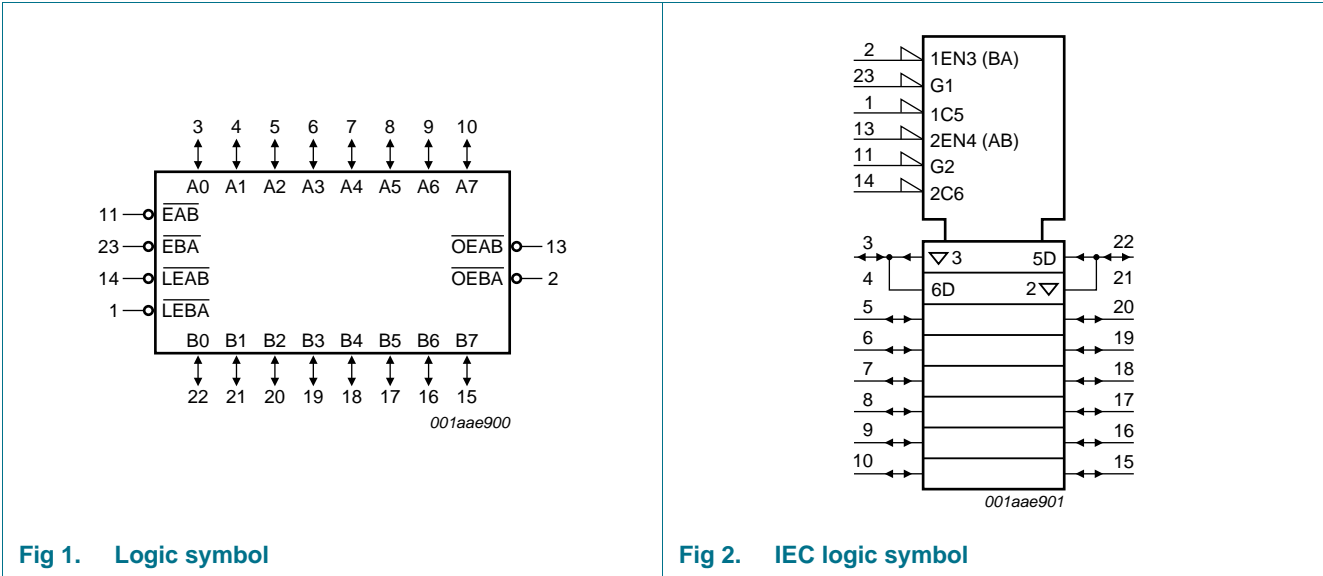 3 4 5 6 7 8 9 10
A0 A1 A2 A3 A4 A5 A6 A7
11 EAB
23 EBA OEAB 13
14 LEAB OEBA 2
1 LEBA
B0 B1 B2 B3 B4 B5 B6 B7
22 21 20 19 18 17 16 15
001aae900
Fig 1. Logic symbol
2 1EN3 (BA)
23 G1
1 1C5
13 2EN4 (AB)
11 G2
14 2C6
3 3 5D 22
4 6D 2 21
5 20
6 19
7 18
8 17
9 16
10 15
001aae901
Fig 2. IEC logic symbol